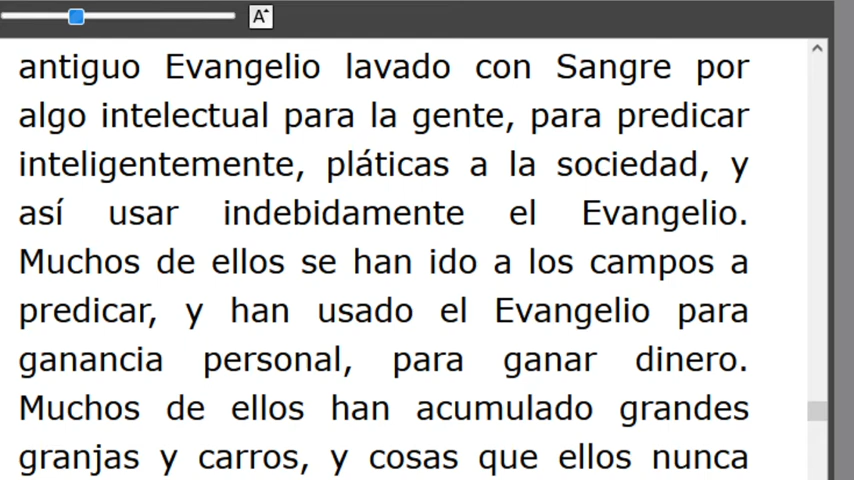 antiguo Evangelio lavado con Sangre por
algo intelectual para la gente, para predicar
inteligentemente, pláticas a la sociedad, y
así usar indebidamente el Evangelio.
Muchos de ellos se han ido a los campos a
predicar, y han usado el Evangelio para
ganancia personal, para ganar dinero.
Muchos de ellos han acumulado grandes
granjas y carros, y cosas que ellos nunca